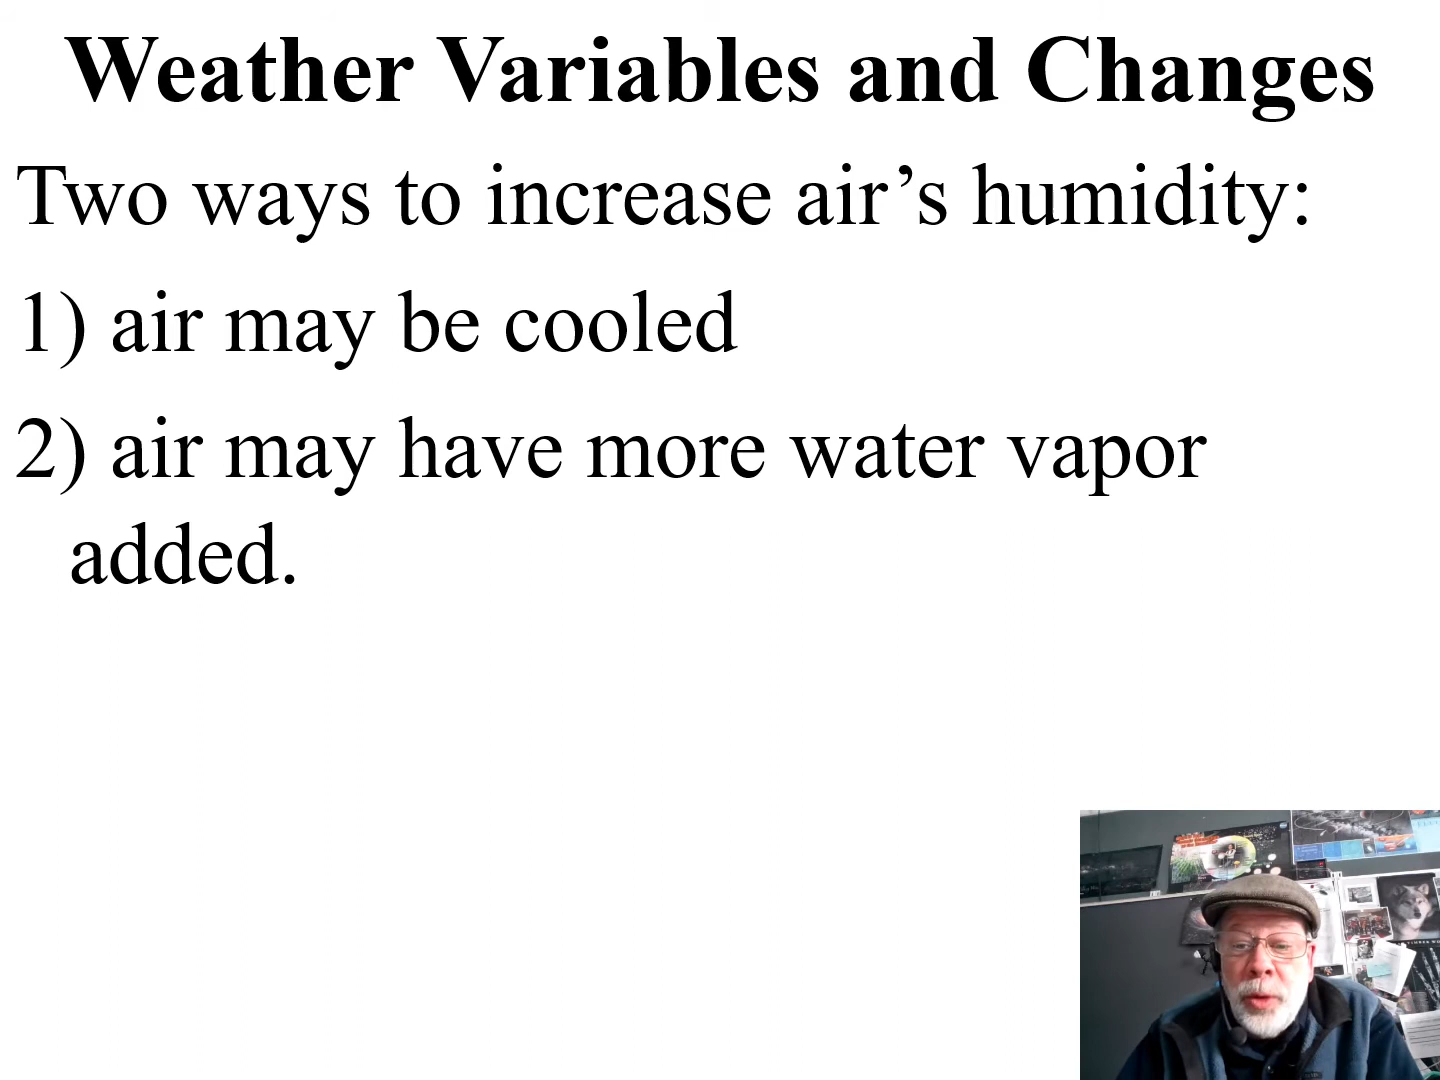 Weather Variables and Changes
Two ways to increase air’s humidity:
1) air may be cooled
2) air may have more water vapor
added.